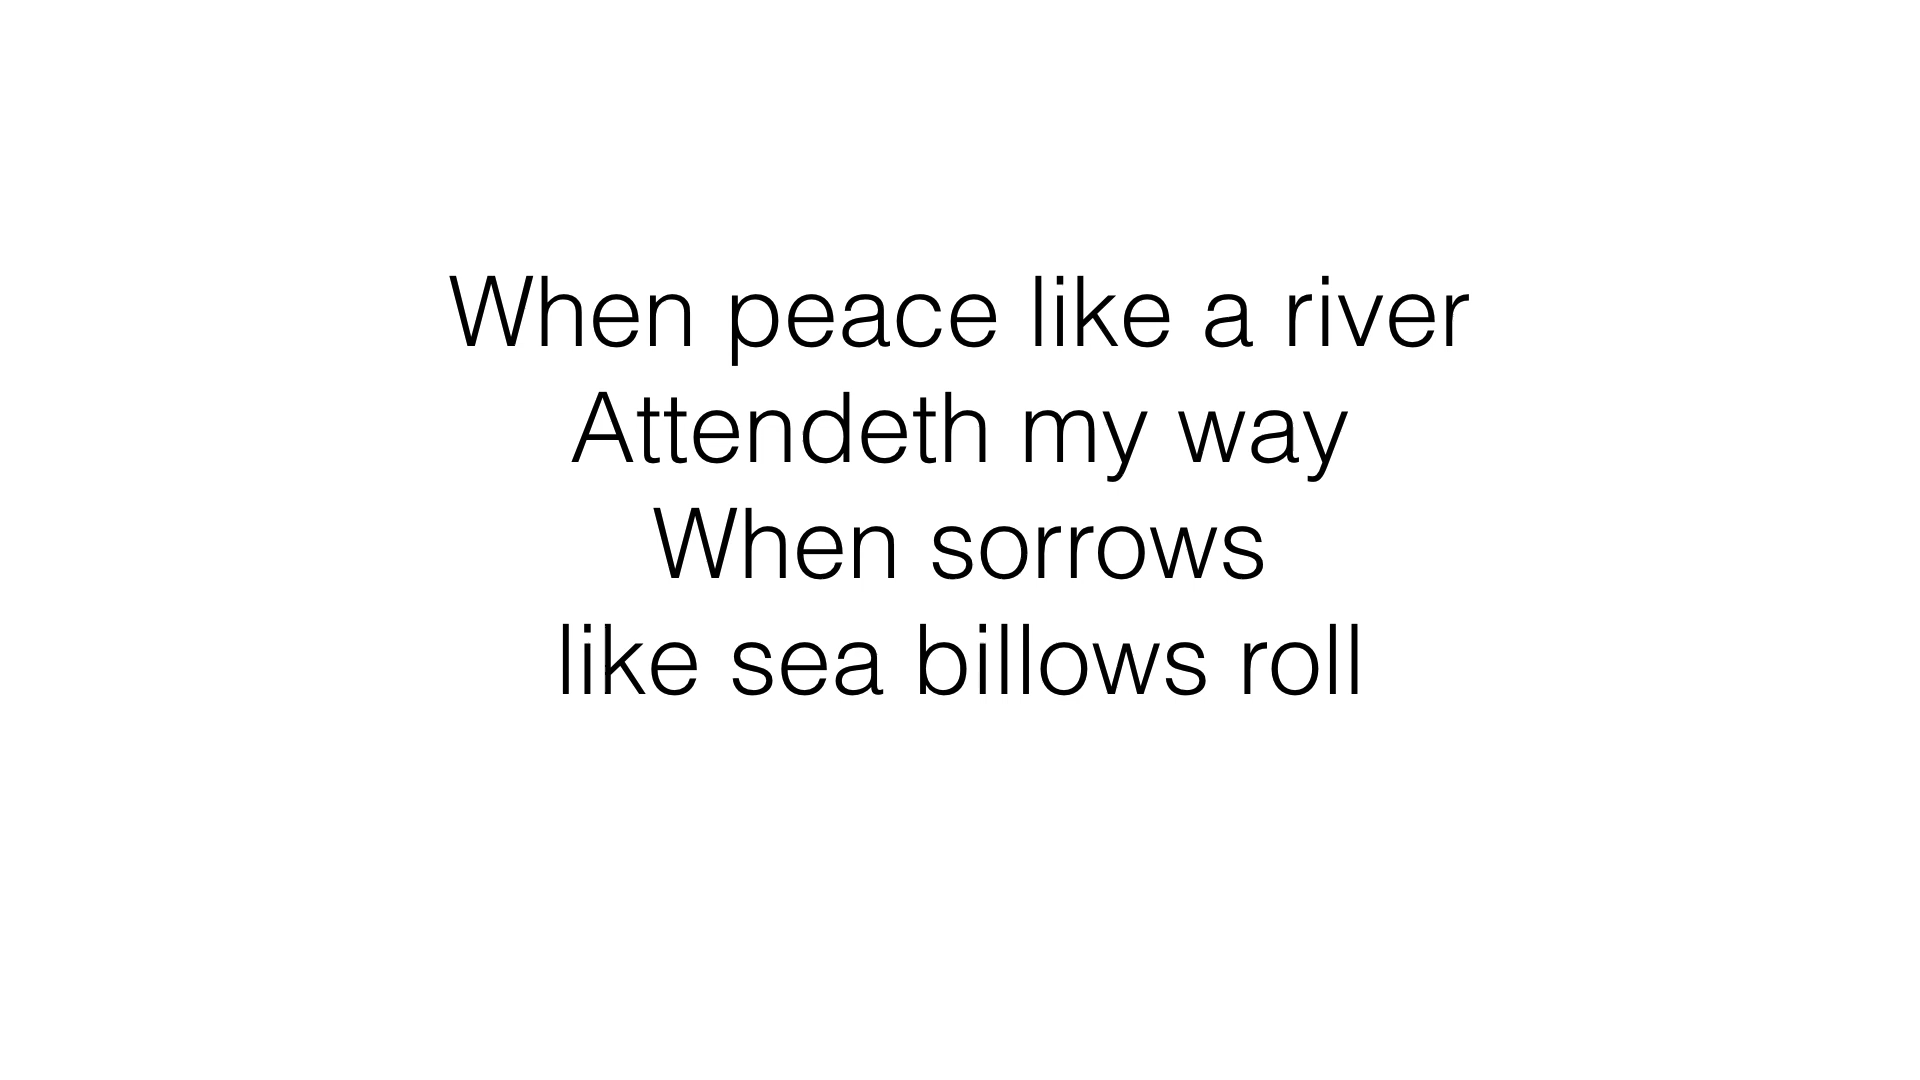 When peace like a river
Attendeth my way
When sorrows
like sea billows roll